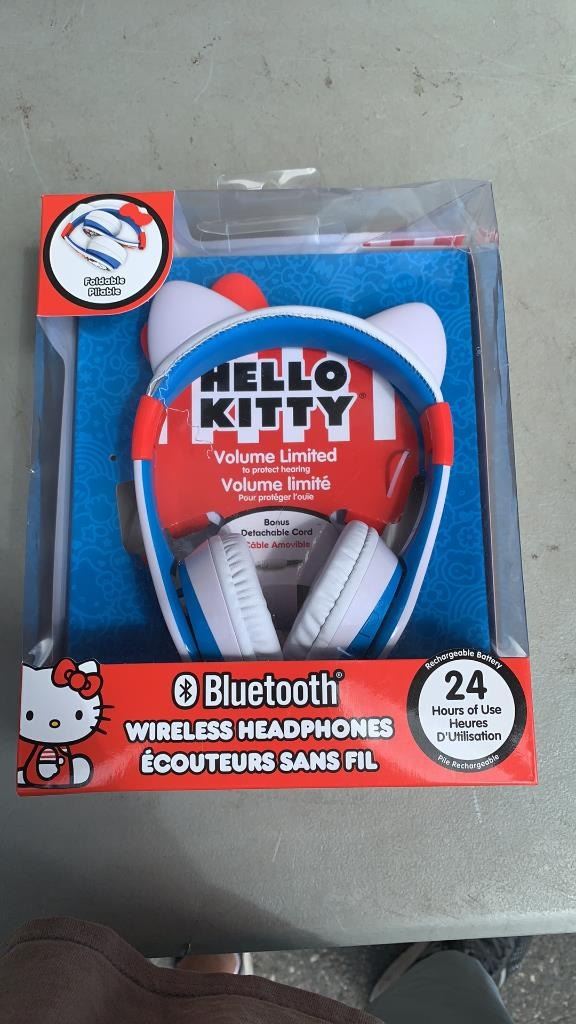 Foldable
Pliable
HELLO
KITTY®
Volume Limited
to protect hearing
Volume limité
Pour protéger l'ouïe
Bonus
Detachable Cord
Câble Amovible
Bluetooth®
WIRELESS HEADPHONES
ÉCOUTEURS SANS FIL
Rechargeable Battery
24
Hours of Use
Heures
D'Utilisation
Pile Rechargeable